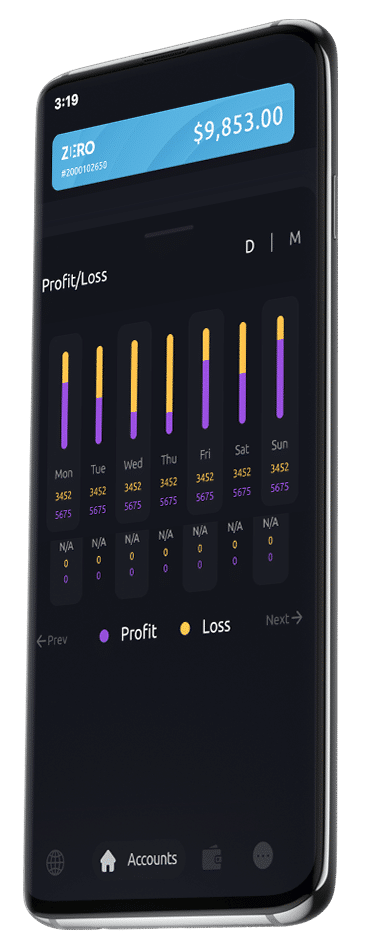 3:19
ZERO
$9,853.00
#2000102650
D | M
Profit/Loss
Mon Tue Wed Thu Fri Sat Sun
3452 3452 3452 3452 3452 3452 3452
5675 5675 5675 5675 5675 5675 5675
N/A N/A N/A N/A N/A N/A N/A
0 0 0 0 0 0 0
0 0 0 0 0 0 0
←Prev Profit Loss Next→
Accounts